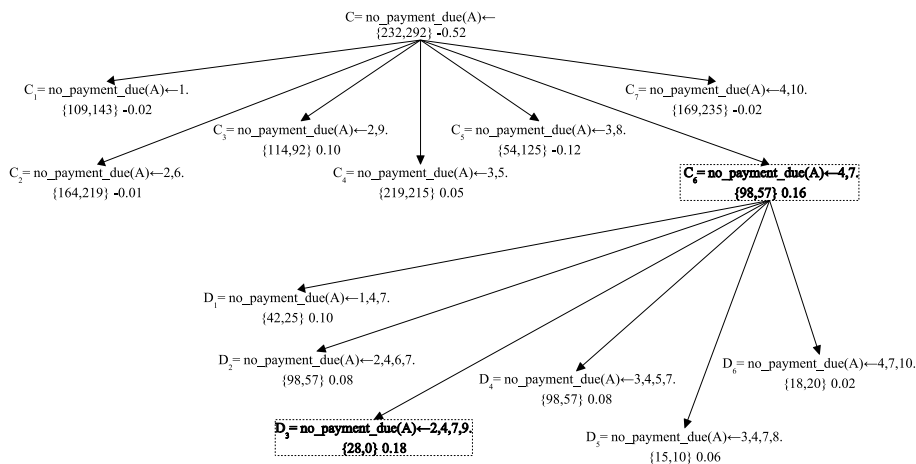 C= no_payment_due(A)←
{232,292} -0.52
C₁= no_payment_due(A)←1.
{109,143} -0.02
C₇= no_payment_due(A)←4,10.
{169,235} -0.02
C₃= no_payment_due(A)←2,9.
{114,92} 0.10
C₅= no_payment_due(A)←3,8.
{54,125} -0.12
C₂= no_payment_due(A)←2,6.
{164,219} -0.01
C₄= no_payment_due(A)←3,5.
{219,215} 0.05
C₆= no_payment_due(A)←4,7.
{98,57} 0.16
D₁= no_payment_due(A)←1,4,7.
{42,25} 0.10
D₂= no_payment_due(A)←2,4,6,7.
{98,57} 0.08
D₆= no_payment_due(A)←4,7,10.
{18,20} 0.02
D₄= no_payment_due(A)←3,4,5,7.
{98,57} 0.08
D₃= no_payment_due(A)←2,4,7,9.
{28,0} 0.18
D₅= no_payment_due(A)←3,4,7,8.
{15,10} 0.06